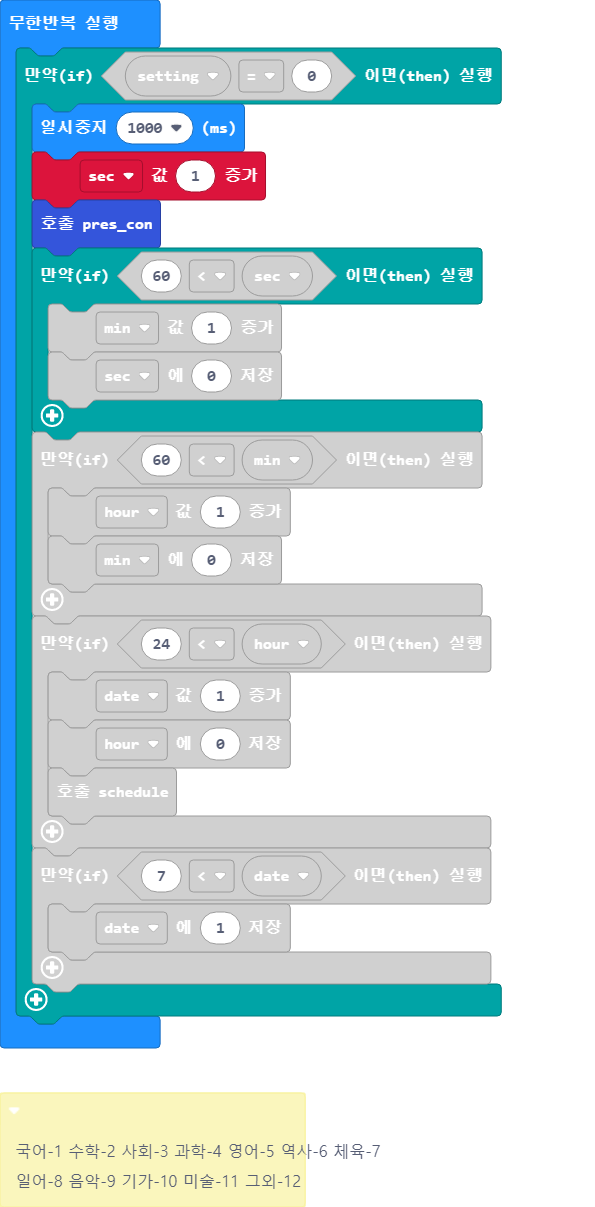 무한반복 실행
만약(if) setting = 0 이면(then) 실행
일시중지 1000 (ms)
sec 값 1 증가
호출 pres_con
만약(if) 60 < sec 이면(then) 실행
min 값 1 증가
sec 에 0 저장
만약(if) 60 < min 이면(then) 실행
hour 값 1 증가
min 에 0 저장
만약(if) 24 < hour 이면(then) 실행
date 값 1 증가
hour 에 0 저장
호출 schedule
만약(if) 7 < date 이면(then) 실행
date 에 1 저장
국어-1 수학-2 사회-3 과학-4 영어-5 역사-6 체육-7
일어-8 음악-9 기가-10 미술-11 그외-12